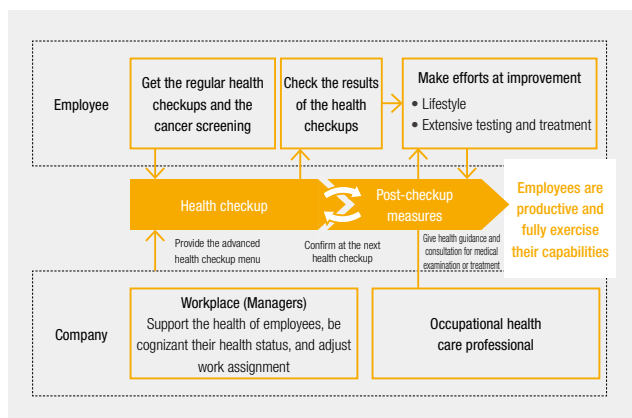 Employee
Get the regular health
checkups and the
cancer screening
Check the results
of the health
checkups
Make efforts at improvement
• Lifestyle
• Extensive testing and treatment
Health checkup
Post-checkup
measures
Employees are
productive and
fully exercise
their capabilities
Provide the advanced
health checkup menu
Confirm at the next
health checkup
Give health guidance and
consultation for medical
examination or treatment
Company
Workplace (Managers)
Support the health of employees, be
cognizant their health status, and adjust
work assignment
Occupational health
care professional